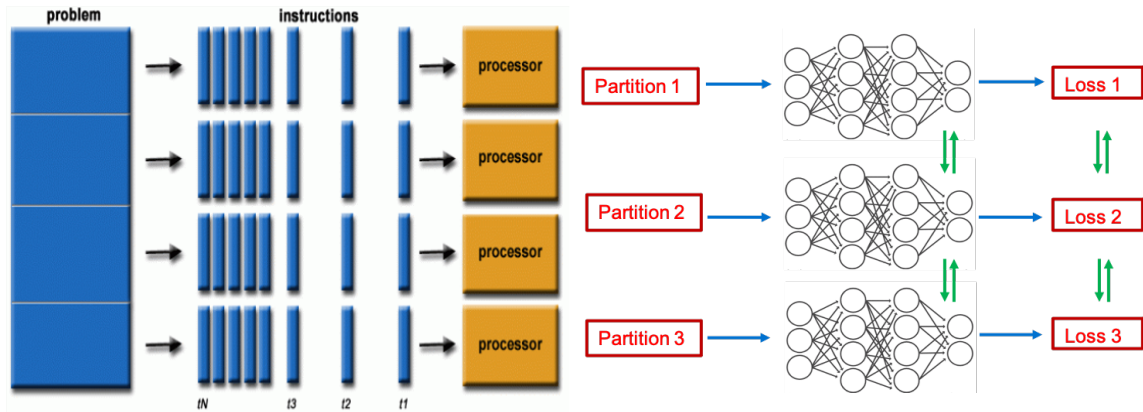 problem
instructions
processor
processor
processor
processor
tN
t3
t2
t1
Partition 1
Loss 1
Partition 2
Loss 2
Partition 3
Loss 3